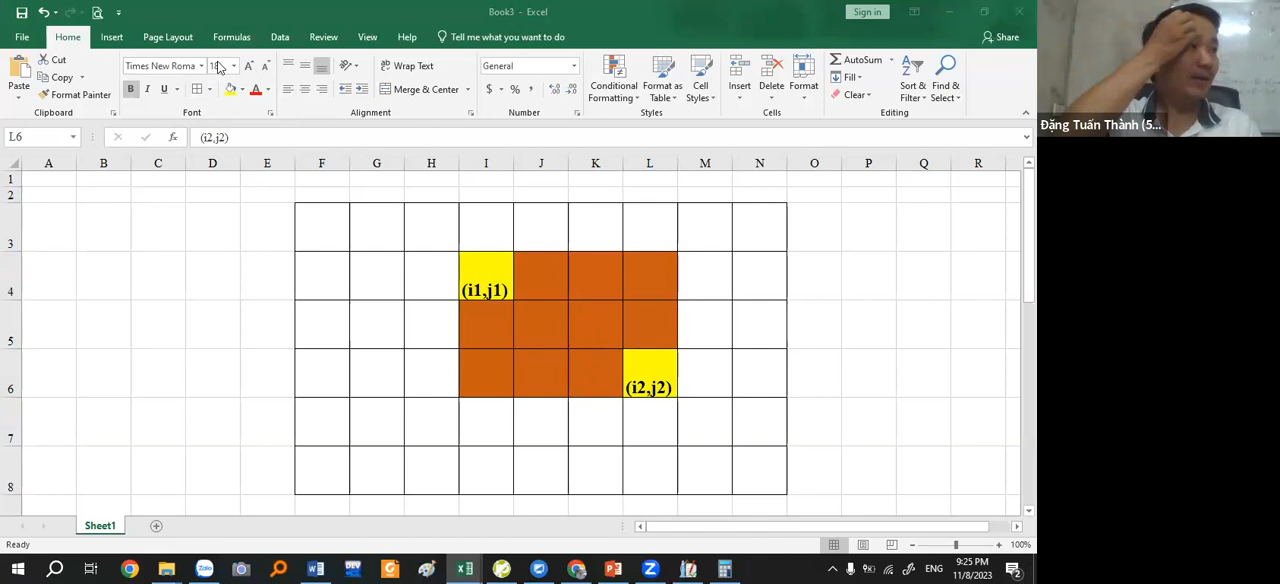 Book3 - Excel
Sign in
File Home Insert Page Layout Formulas Data Review View Help Tell me what you want to do Share
Paste
Cut
Copy
Format Painter
Clipboard
Times New Roma
B I U
Font
Wrap Text
Merge & Center
Alignment
General
$ % ,
Number
Conditional Formatting
Format as Table
Cell Styles
Styles
Insert Delete Format
Cells
AutoSum
Fill
Clear
Sort & Filter
Find & Select
Editing
L6 fx (i2,j2)
A B C D E F G H I J K L M N O P Q R
1
2
3
4
5
6
7
8
(i1,j1)
(i2,j2)
Sheet1
Ready
100%
Đặng Tuấn Thành (5...
ENG
9:25 PM
11/8/2023